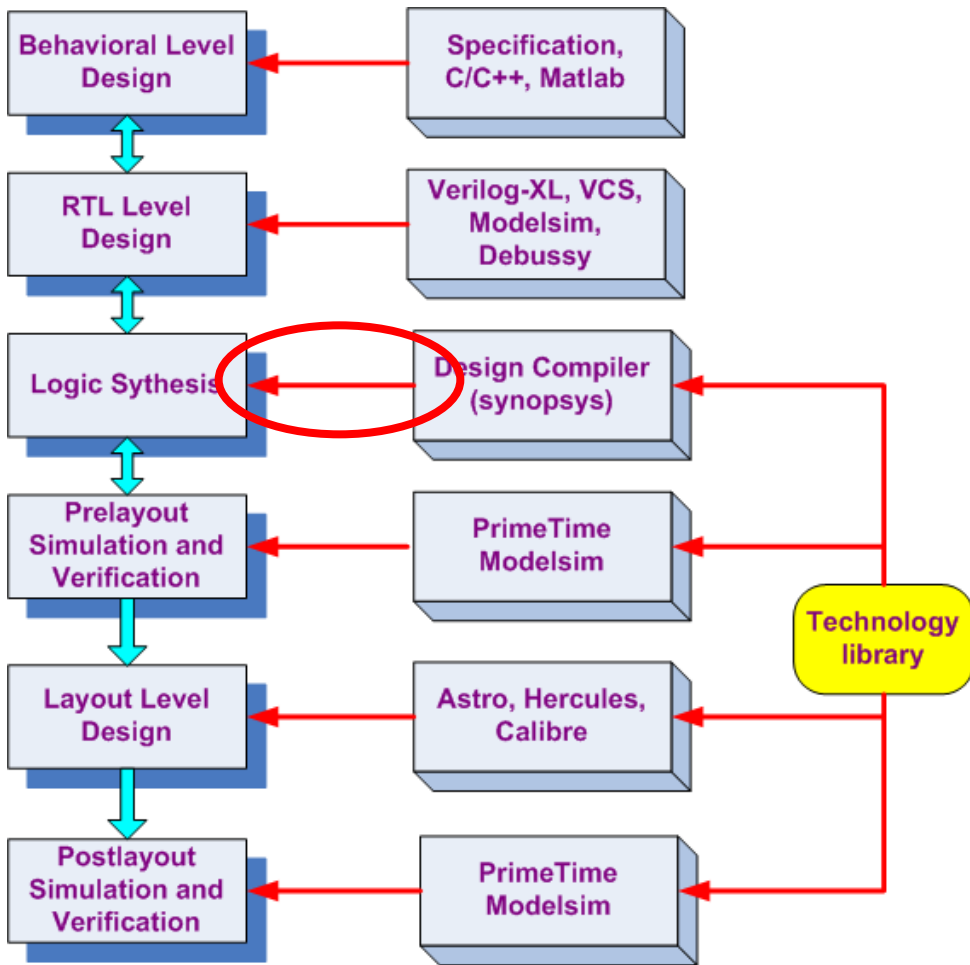 Behavioral Level
Design
Specification,
C/C++, Matlab
RTL Level
Design
Verilog-XL, VCS,
Modelsim,
Debussy
Logic Sythesis
Design Compiler
(synopsys)
Prelayout
Simulation and
Verification
PrimeTime
Modelsim
Technology
library
Layout Level
Design
Astro, Hercules,
Calibre
Postlayout
Simulation and
Verification
PrimeTime
Modelsim